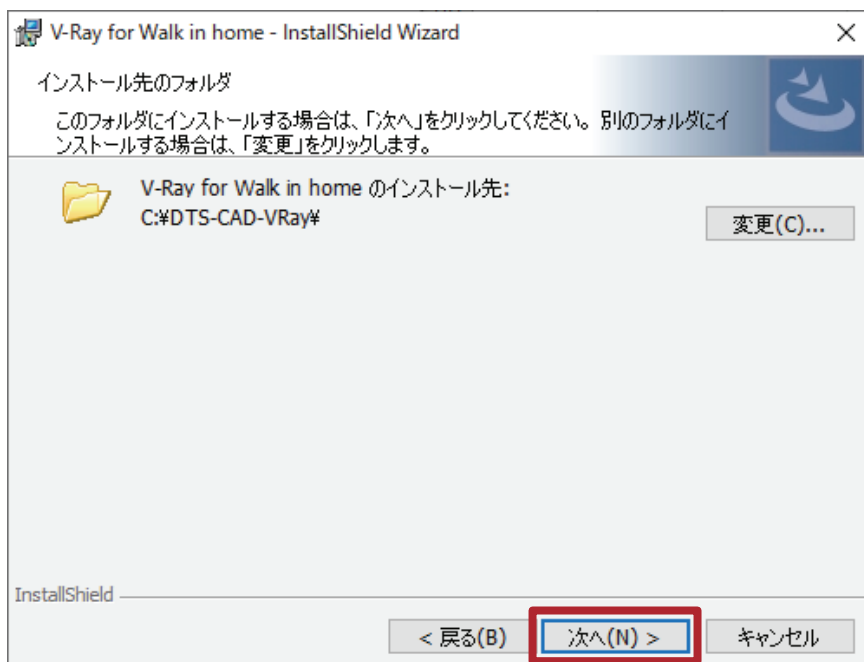 V-Ray for Walk in home - InstallShield Wizard
インストール先のフォルダ
このフォルダにインストールする場合は、「次へ」をクリックしてください。別のフォルダにイ
ンストールする場合は、「変更」をクリックします。
V-Ray for Walk in home のインストール先:
C:¥DTS-CAD-VRay¥
変更(C)...
InstallShield
< 戻る(B)
次へ(N) >
キャンセル